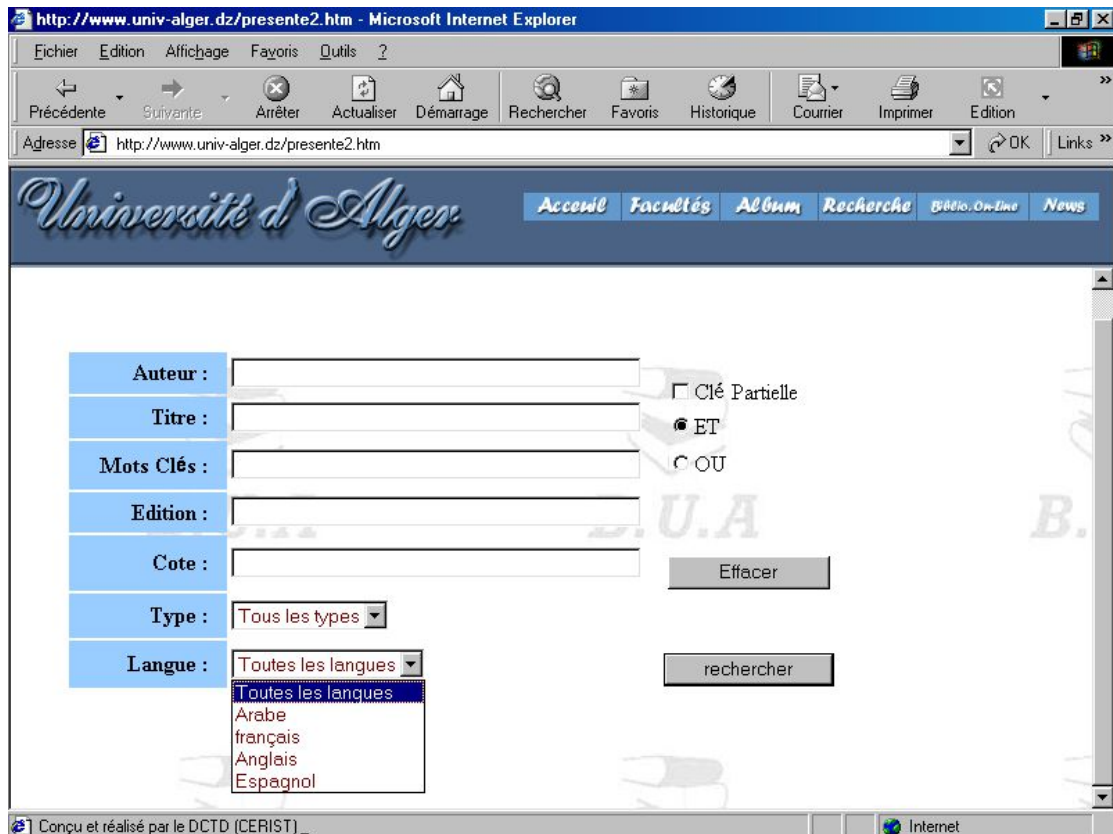 http://www.univ-alger.dz/presente2.htm - Microsoft Internet Explorer
Fichier Edition Affichage Favoris Outils ?
Précédente Suivante Arrêter Actualiser Démarrage Rechercher Favoris Historique Courrier Imprimer Edition »
Adresse http://www.univ-alger.dz/presente2.htm OK Links »
Université d'Alger
Acceuil Facultés Album Recherche Biblio.On-Line News
Auteur :
Clé Partielle
Titre :
ET
Mots Clés :
OU
Edition :
B.U.A B.U.A B.
Cote :
Effacer
Type : Tous les types
Langue : Toutes les langues
rechercher
Toutes les langues
Arabe
français
Anglais
Espagnol
Conçu et réalisé par le DCTD (CERIST)_ Internet